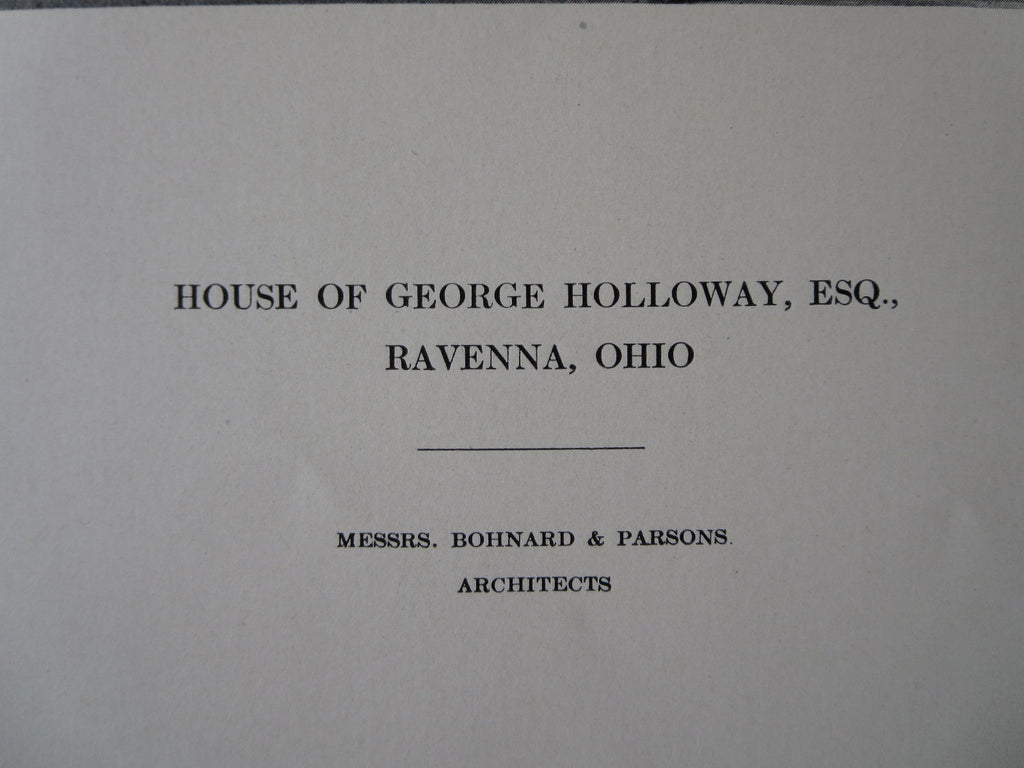 HOUSE OF GEORGE HOLLOWAY, ESQ.,
RAVENNA, OHIO
MESSRS. BOHNARD & PARSONS.
ARCHITECTS